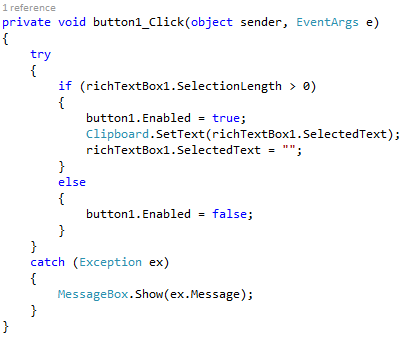 1 reference
private void button1_Click(object sender, EventArgs e)
{
    try
    {
        if (richTextBox1.SelectionLength > 0)
        {
            button1.Enabled = true;
            Clipboard.SetText(richTextBox1.SelectedText);
            richTextBox1.SelectedText = "";
        }
        else
        {
            button1.Enabled = false;
        }
    }
    catch (Exception ex)
    {
        MessageBox.Show(ex.Message);
    }
}